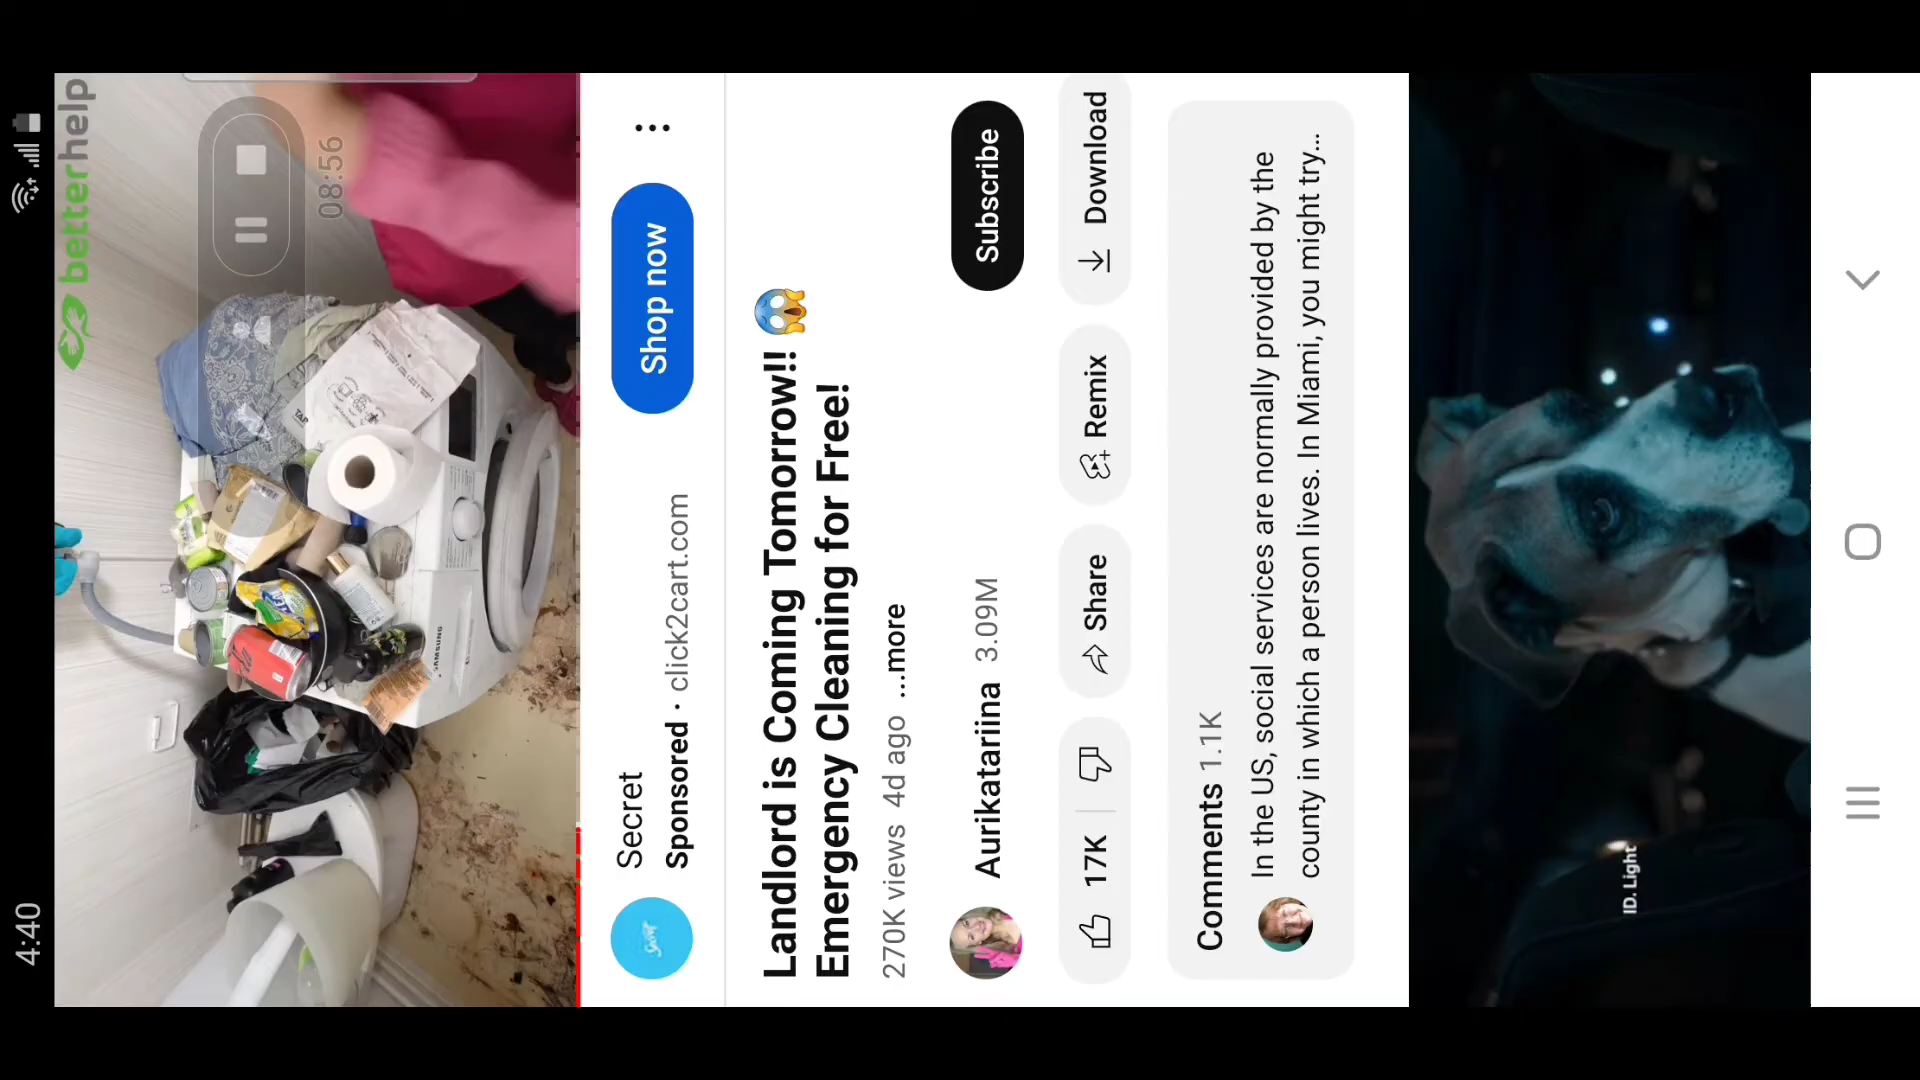 4:40
betterhelp
08:56
TAP
SAMSUNG
Secret
Sponsored · click2cart.com
Shop now
Landlord is Coming Tomorrow!! 😱
Emergency Cleaning for Free!
270K views 4d ago ...more
Aurikatariina 3.09M
Subscribe
17K
Share
Remix
Download
Comments 1.1K
In the US, social services are normally provided by the
county in which a person lives. In Miami, you might try...
ID. Light